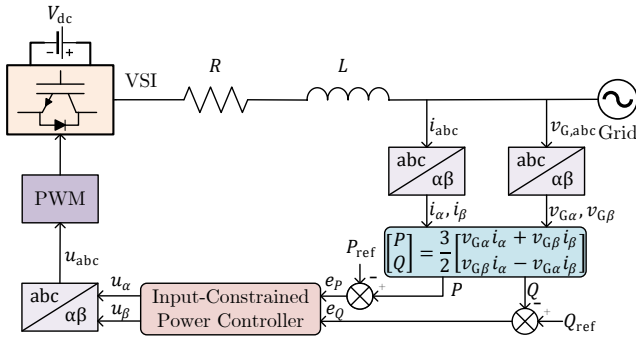 V_dc
- +
VSI
R
L
Grid
i_abc
v_G,abc
abc
αβ
abc
αβ
PWM
i_α, i_β
v_Gα, v_Gβ
u_abc
P_ref
[P Q] = 3/2 [v_Gα i_α + v_Gβ i_β
v_Gβ i_α − v_Gα i_β]
P
Q
- +
abc
αβ
u_α
u_β
Input-Constrained
Power Controller
e_P
e_Q
- +
Q_ref